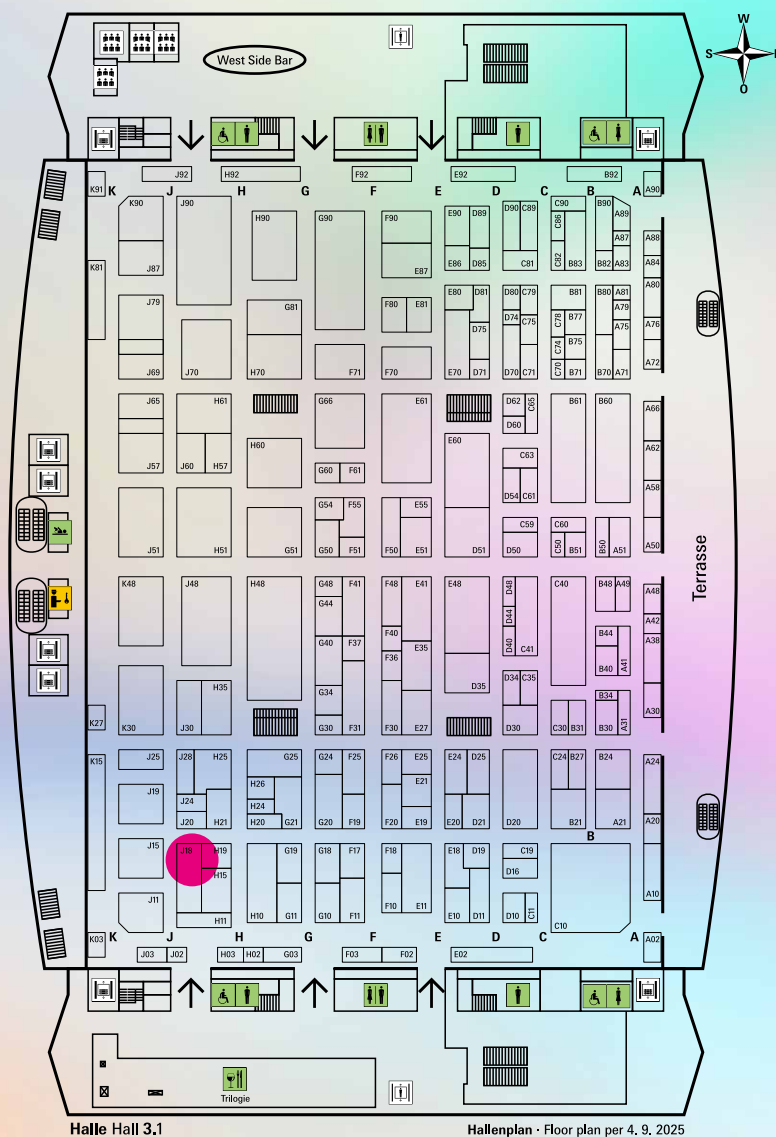 W
S
N
O
West Side Bar
J92
H92
F92
E92
B92
K91
K
J
H
G
F
E
D
C
B
A
A90
K90
J90
H90
G90
F90
E90
D89
D90
C89
C90
C86
B90
A89
A87
A88
J87
E87
E86
D85
C81
C82
B83
B82
A83
A84
K81
J79
G81
F80
E81
E80
D81
D80
C79
B81
B80
A81
A80
A79
D74
C78
B77
D75
C75
A75
A76
C74
B75
J69
J70
H70
F71
F70
E70
D71
D70
C71
C70
B71
B70
A71
A72
J65
H61
G66
E61
D62
C65
B61
B60
A66
D60
J57
J60
H57
H60
G60
F61
E60
C63
D54
C61
A62
A58
G54
F55
E55
C59
C60
J51
H51
G51
G50
F51
F50
E51
D51
D50
C50
B51
B50
A51
A50
Terrasse
K48
J48
H48
G48
F41
F48
E41
E48
D48
C40
B48
A49
A48
G44
D44
A42
G40
F37
F40
E35
D40
C41
B44
A38
F36
B40
A41
H35
G34
D35
D34
C35
B34
K27
K30
J30
G30
F31
F30
E27
D30
C30
B31
B30
A31
A30
K15
J25
J28
H25
G25
G24
F25
F26
E25
E24
D25
C24
B27
B24
A24
H26
E21
J19
J24
H24
J20
H21
H20
G21
G20
F19
F20
E19
E20
D21
D20
B21
A21
A20
B
J15
J18
H19
G19
G18
F17
F18
E18
D19
C19
H15
D16
A10
J11
H11
H10
G11
G10
F11
F10
E11
E10
D11
D10
C11
C10
K03
K
J
H
G
F
E
D
C
A
A02
J03
J02
H03
H02
G03
F03
F02
E02
Trilogie
Halle Hall 3.1
Hallenplan · Floor plan per 4. 9. 2025